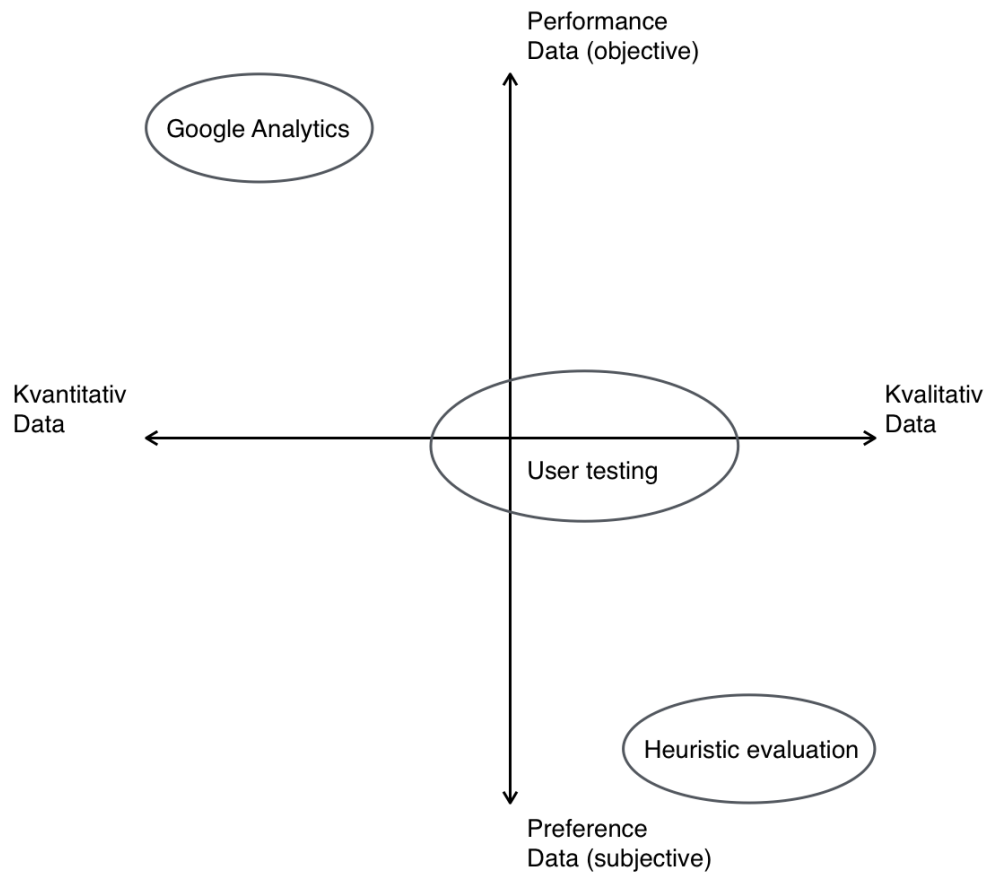 Performance
Data (objective)
Google Analytics
Kvantitativ
Data
Kvalitativ
Data
User testing
Heuristic evaluation
Preference
Data (subjective)